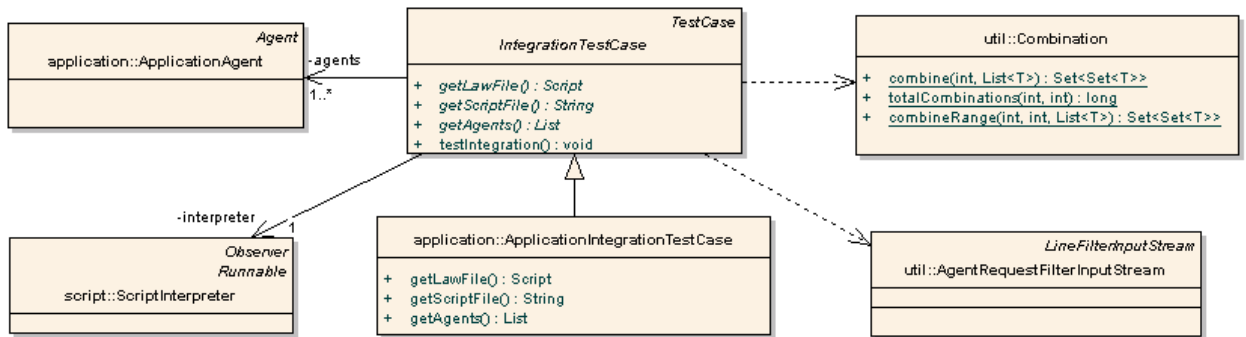 Agent
application::ApplicationAgent
-agents
1..*
TestCase
IntegrationTestCase
+ getLawFile() : Script
+ getScriptFile() : String
+ getAgents() : List
+ testIntegration() : void
util::Combination
+ combine(int, List<T>) : Set<Set<T>>
+ totalCombinations(int, int) : long
+ combineRange(int, int, List<T>) : Set<Set<T>>
-interpreter
1
Observer
Runnable
script::ScriptInterpreter
application::ApplicationIntegrationTestCase
+ getLawFile() : Script
+ getScriptFile() : String
+ getAgents() : List
LineFilterInputStream
util::AgentRequestFilterInputStream